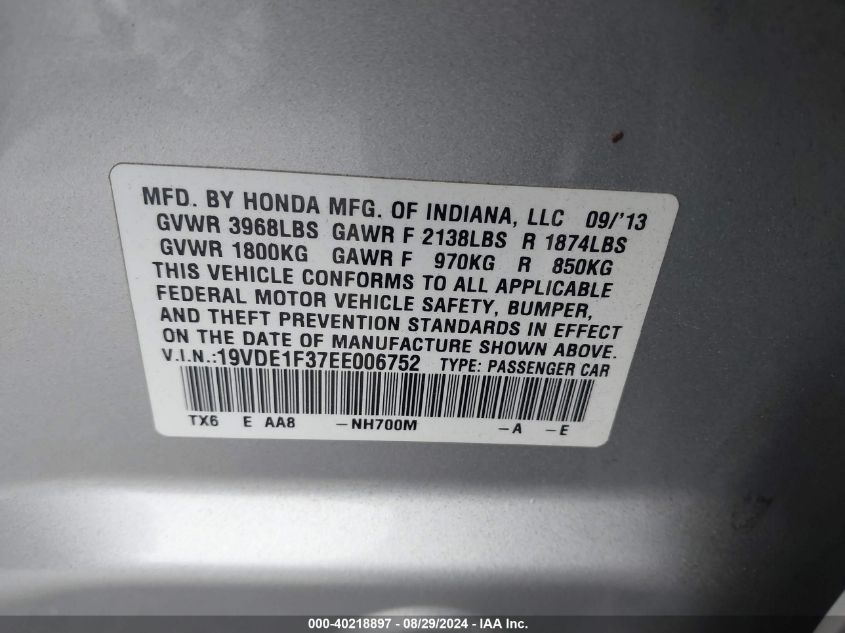 MFD. BY HONDA MFG. OF INDIANA, LLC 09/'13
GVWR 3968LBS GAWR F 2138LBS R 1874LBS
GVWR 1800KG GAWR F 970KG R 850KG
THIS VEHICLE CONFORMS TO ALL APPLICABLE
FEDERAL MOTOR VEHICLE SAFETY, BUMPER,
AND THEFT PREVENTION STANDARDS IN EFFECT
ON THE DATE OF MANUFACTURE SHOWN ABOVE.
V.I.N.:19VDE1F37EE006752 TYPE: PASSENGER CAR
TX6 E AA8 -NH700M -A -E
000-40218897 - 08/29/2024 - IAA Inc.